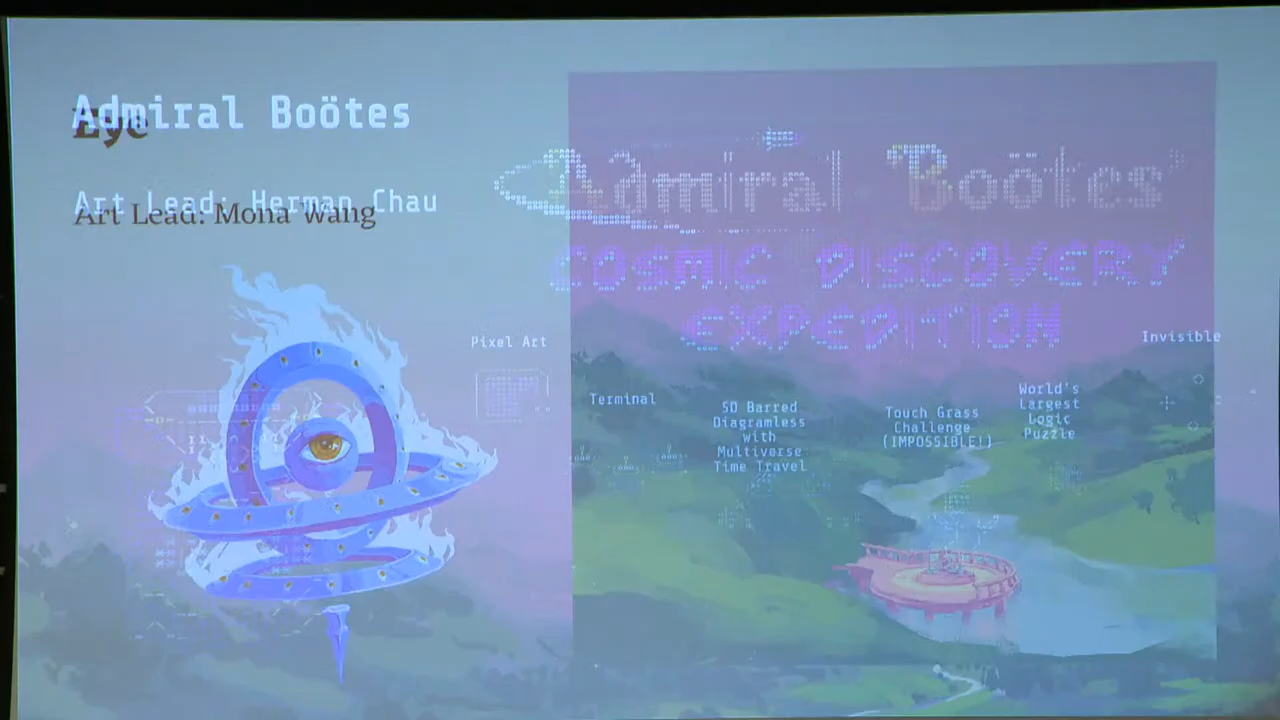 Admiral Boötes
Eye
Art Lead: Herman Chau
Art Lead: Mona Wang
Admiral Boötes'
COSMIC DISCOVERY
EXPEDITION
Pixel Art
Invisible
Terminal
5D Barred
Diagramless
with
Multiverse
Time Travel
Touch Grass
Challenge
(IMPOSSIBLE!)
World's
Largest
Logic
Puzzle